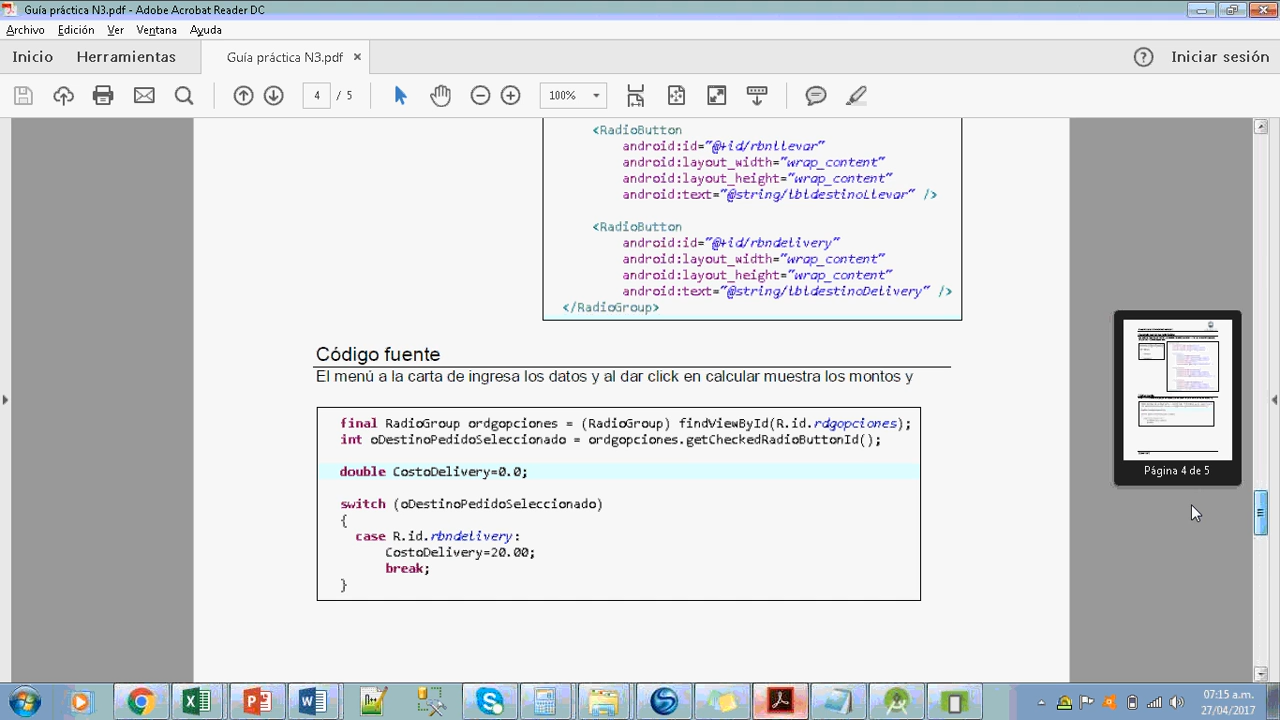 Guía práctica N3.pdf - Adobe Acrobat Reader DC
Archivo Edición Ver Ventana Ayuda
Inicio Herramientas Guía práctica N3.pdf × Iniciar sesión
4 / 5 100%
<RadioButton
android:id="@+id/rbnllevar"
android:layout_width="wrap_content"
android:layout_height="wrap_content"
android:text="@string/lbldestinoLlevar" />
<RadioButton
android:id="@+id/rbndelivery"
android:layout_width="wrap_content"
android:layout_height="wrap_content"
android:text="@string/lbldestinoDelivery" />
</RadioGroup>
Código fuente
El menú a la carta de ingresa los datos y al dar click en calcular muestra los montos y
final RadioGroup ordgopciones = (RadioGroup) findViewById(R.id.rdgopciones);
int oDestinoPedidoSeleccionado = ordgopciones.getCheckedRadioButtonId();
double CostoDelivery=0.0;
switch (oDestinoPedidoSeleccionado)
{
case R.id.rbndelivery:
CostoDelivery=20.00;
break;
}
Página 4 de 5
07:15 a.m.
27/04/2017